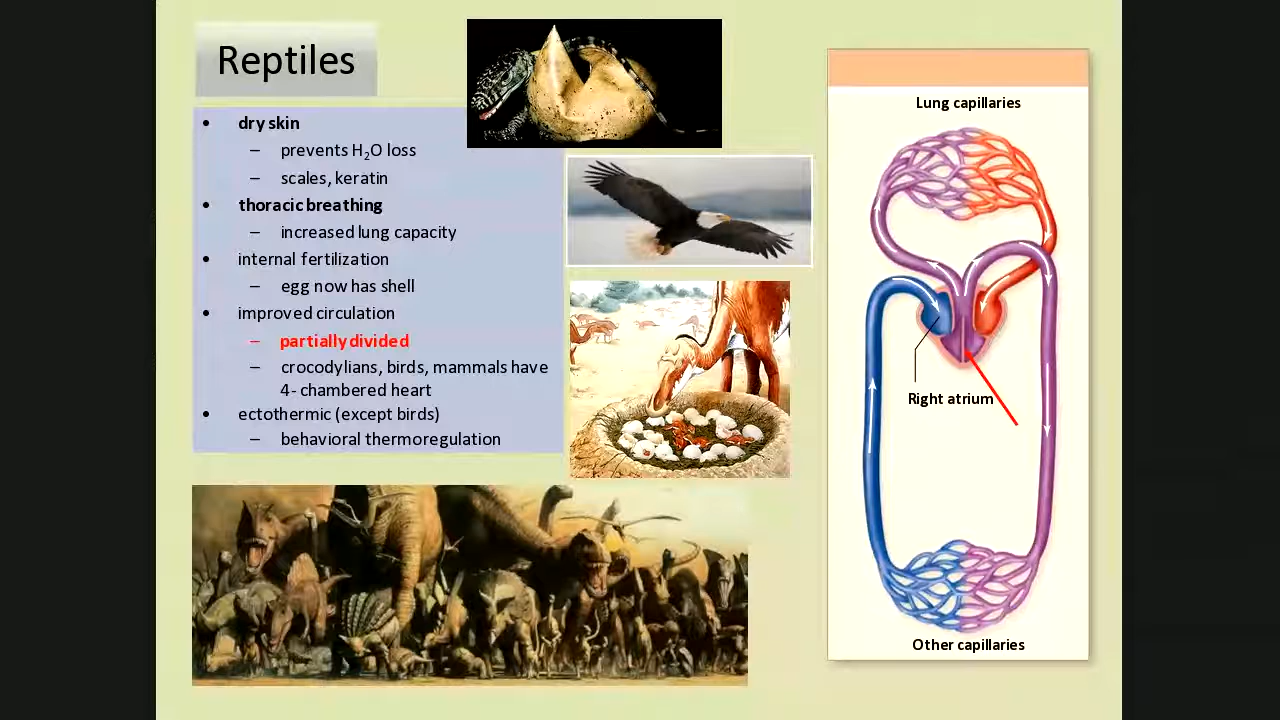 Reptiles
• dry skin
– prevents H₂O loss
– scales, keratin
• thoracic breathing
– increased lung capacity
• internal fertilization
– egg now has shell
• improved circulation
– partially divided
– crocodylians, birds, mammals have
4- chambered heart
• ectothermic (except birds)
– behavioral thermoregulation
Lung capillaries
Right atrium
Other capillaries